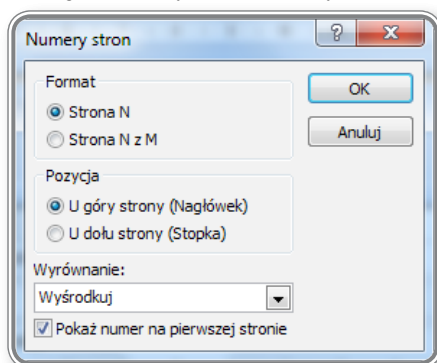 Numery stron
Format
Strona N
Strona N z M
OK
Anuluj
Pozycja
U góry strony (Nagłówek)
U dołu strony (Stopka)
Wyrównanie:
Wyśrodkuj
Pokaż numer na pierwszej stronie